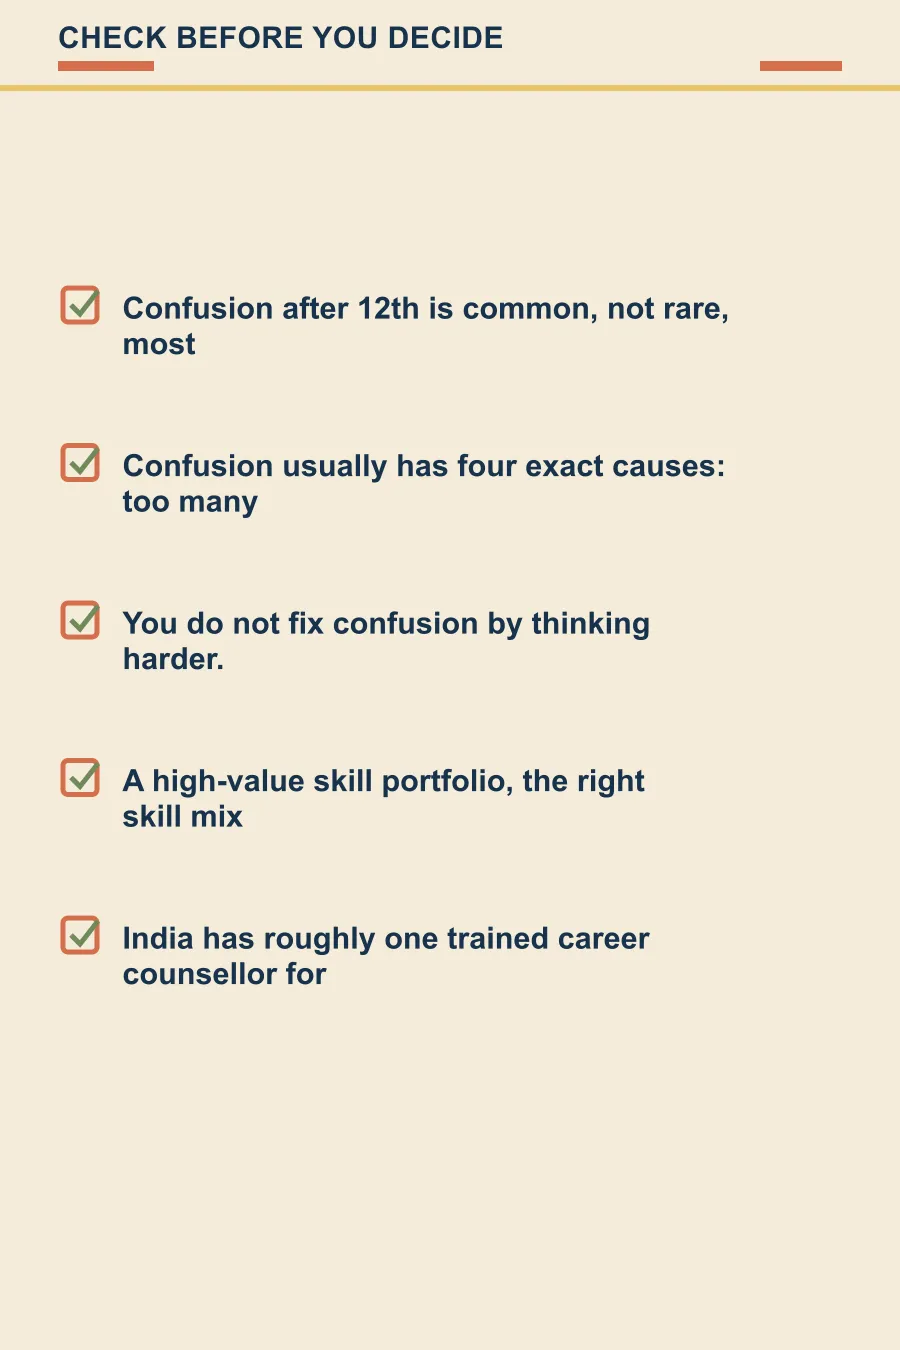 CHECK BEFORE YOU DECIDE
Confusion after 12th is common, not rare,
most
Confusion usually has four exact causes:
too many
You do not fix confusion by thinking
harder.
A high-value skill portfolio, the right
skill mix
India has roughly one trained career
counsellor for